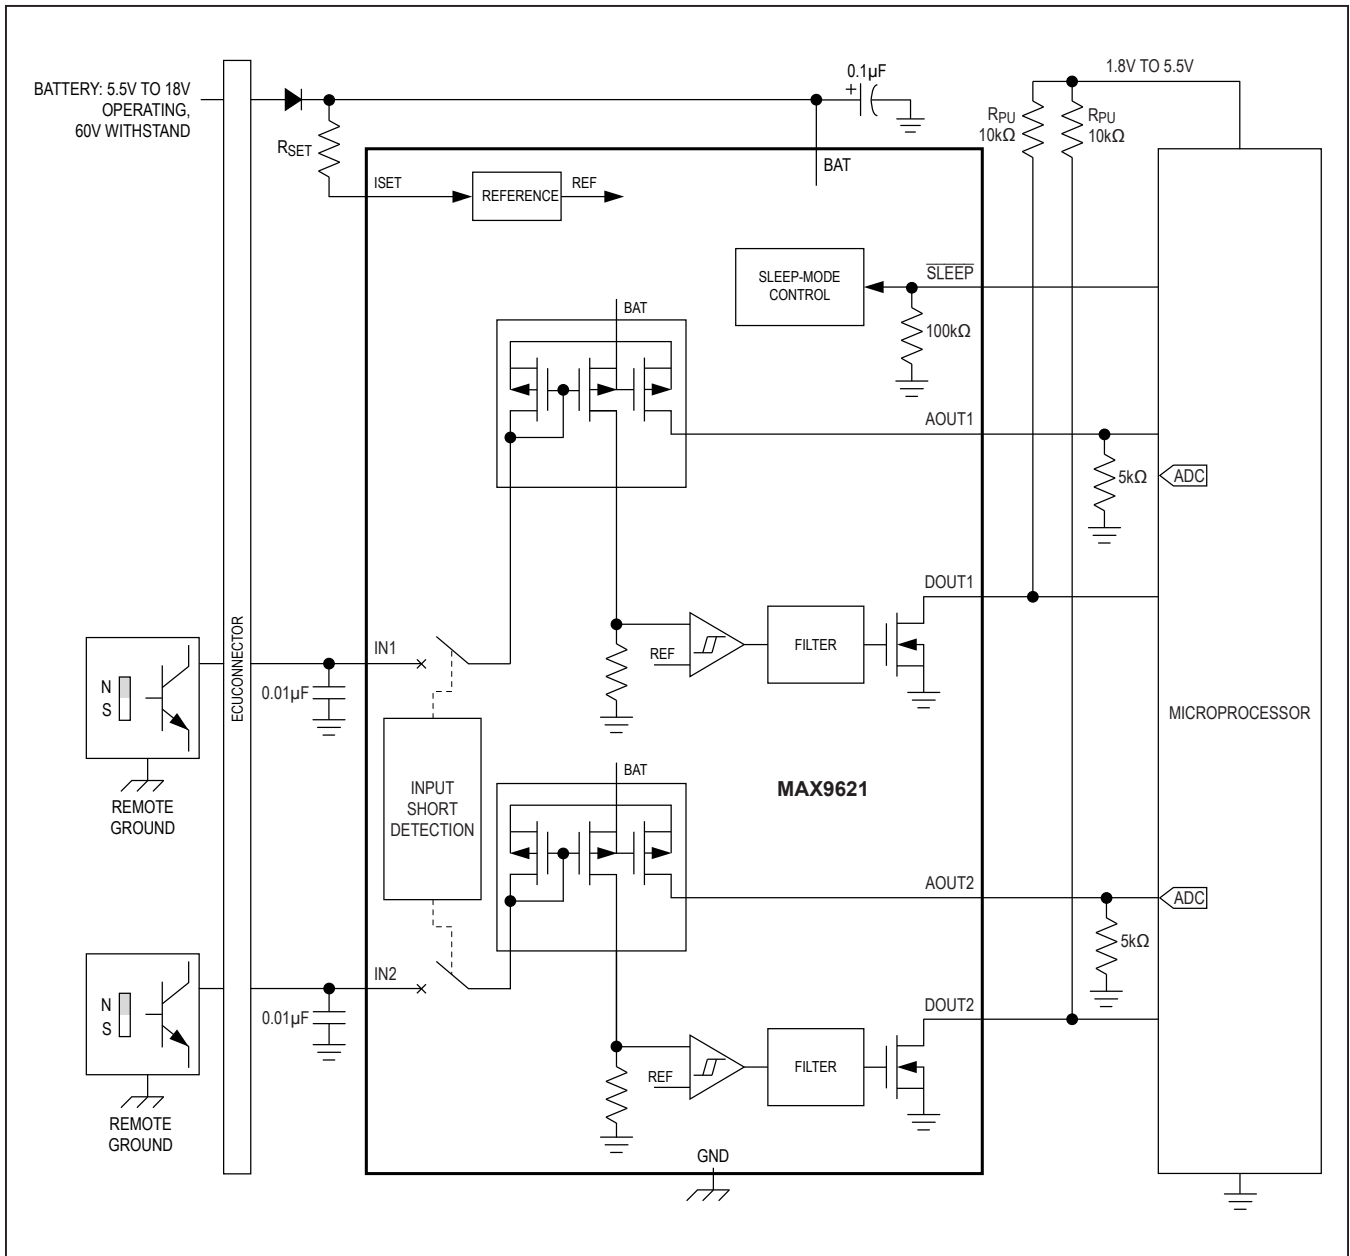 BATTERY: 5.5V TO 18V
OPERATING,
60V WITHSTAND
0.1µF
+
1.8V TO 5.5V
RPU
10kΩ
RPU
10kΩ
RSET
BAT
ISET
REFERENCE
REF
SLEEP-MODE
CONTROL
SLEEP
100kΩ
BAT
AOUT1
5kΩ
ADC
DOUT1
ECUCONNECTOR
IN1
REF
FILTER
N
S
0.01µF
REMOTE
GROUND
MICROPROCESSOR
INPUT
SHORT
DETECTION
BAT
MAX9621
AOUT2
ADC
5kΩ
IN2
N
S
0.01µF
DOUT2
REF
FILTER
REMOTE
GROUND
GND